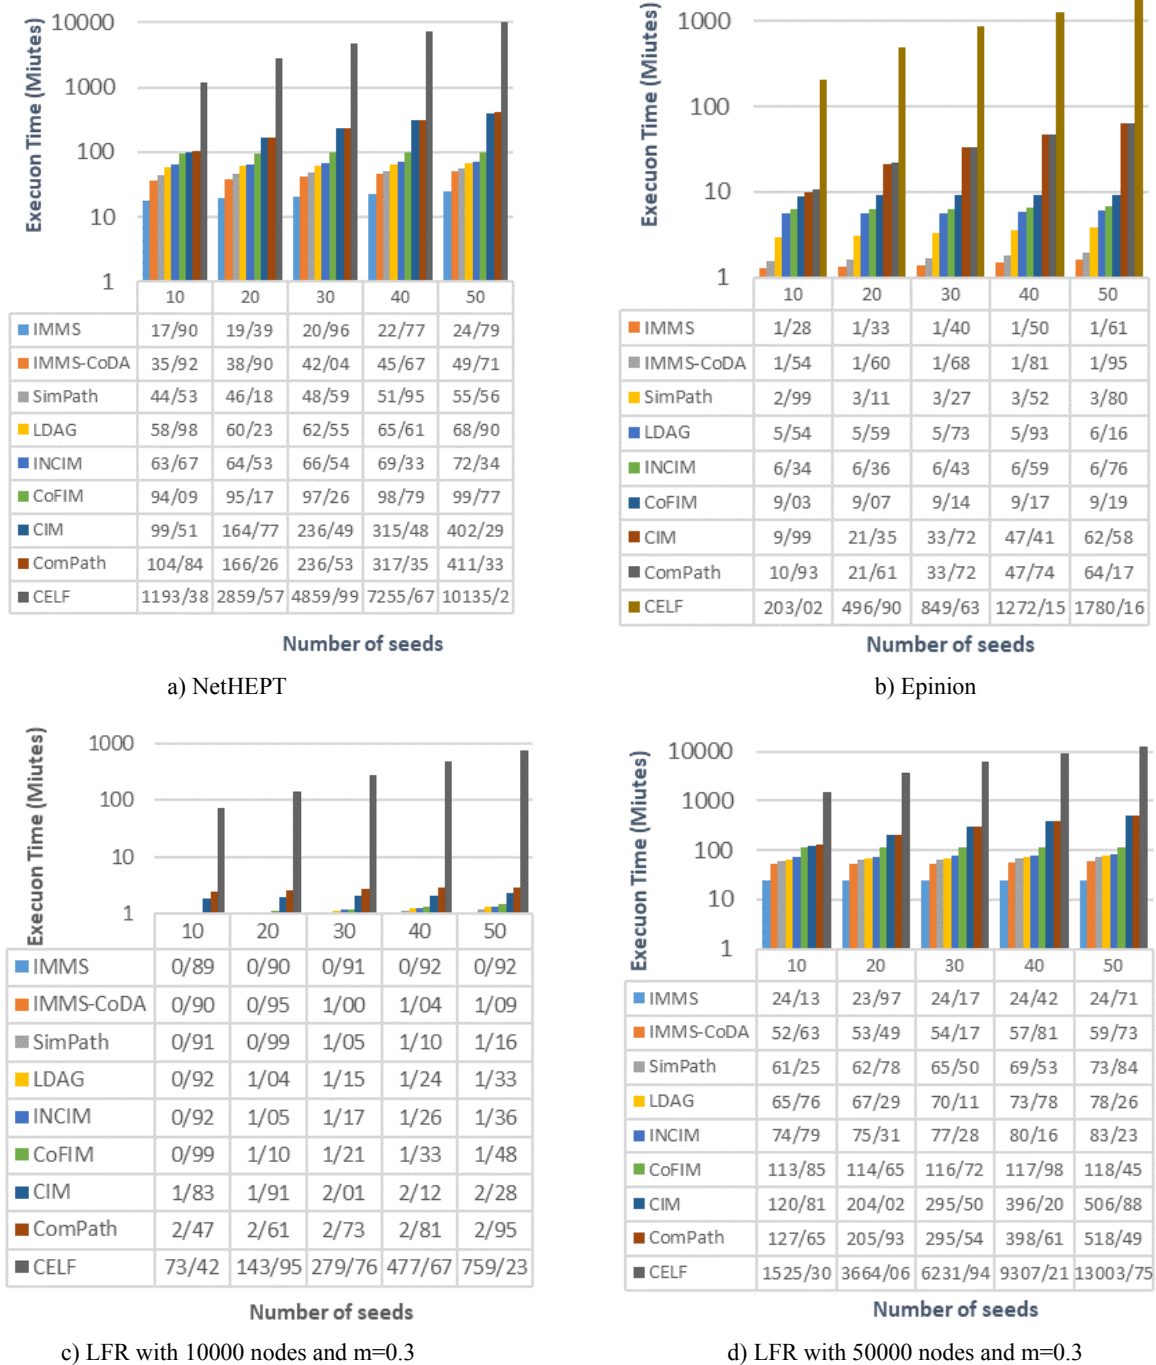 Execuon Time (Miutes)
10000
1000
100
10
1
10 20 30 40 50
IMMS 17/90 19/39 20/96 22/77 24/79
IMMS-CoDA 35/92 38/90 42/04 45/67 49/71
SimPath 44/53 46/18 48/59 51/95 55/56
LDAG 58/98 60/23 62/55 65/61 68/90
INCIM 63/67 64/53 66/54 69/33 72/34
CoFIM 94/09 95/17 97/26 98/79 99/77
CIM 99/51 164/77 236/49 315/48 402/29
ComPath 104/84 166/26 236/53 317/35 411/33
CELF 1193/38 2859/57 4859/99 7255/67 10135/2
Number of seeds
a) NetHEPT
Execuon Time (Miutes)
1000
100
10
1
10 20 30 40 50
IMMS 1/28 1/33 1/40 1/50 1/61
IMMS-CoDA 1/54 1/60 1/68 1/81 1/95
SimPath 2/99 3/11 3/27 3/52 3/80
LDAG 5/54 5/59 5/73 5/93 6/16
INCIM 6/34 6/36 6/43 6/59 6/76
CoFIM 9/03 9/07 9/14 9/17 9/19
CIM 9/99 21/35 33/72 47/41 62/58
ComPath 10/93 21/61 33/72 47/74 64/17
CELF 203/02 496/90 849/63 1272/15 1780/16
Number of seeds
b) Epinion
Execuon Time (Miutes)
1000
100
10
1
10 20 30 40 50
IMMS 0/89 0/90 0/91 0/92 0/92
IMMS-CoDA 0/90 0/95 1/00 1/04 1/09
SimPath 0/91 0/99 1/05 1/10 1/16
LDAG 0/92 1/04 1/15 1/24 1/33
INCIM 0/92 1/05 1/17 1/26 1/36
CoFIM 0/99 1/10 1/21 1/33 1/48
CIM 1/83 1/91 2/01 2/12 2/28
ComPath 2/47 2/61 2/73 2/81 2/95
CELF 73/42 143/95 279/76 477/67 759/23
Number of seeds
c) LFR with 10000 nodes and m=0.3
Execuon Time (Miutes)
10000
1000
100
10
1
10 20 30 40 50
IMMS 24/13 23/97 24/17 24/42 24/71
IMMS-CoDA 52/63 53/49 54/17 57/81 59/73
SimPath 61/25 62/78 65/50 69/53 73/84
LDAG 65/76 67/29 70/11 73/78 78/26
INCIM 74/79 75/31 77/28 80/16 83/23
CoFIM 113/85 114/65 116/72 117/98 118/45
CIM 120/81 204/02 295/50 396/20 506/88
ComPath 127/65 205/93 295/54 398/61 518/49
CELF 1525/30 3664/06 6231/94 9307/21 13003/75
Number of seeds
d) LFR with 50000 nodes and m=0.3